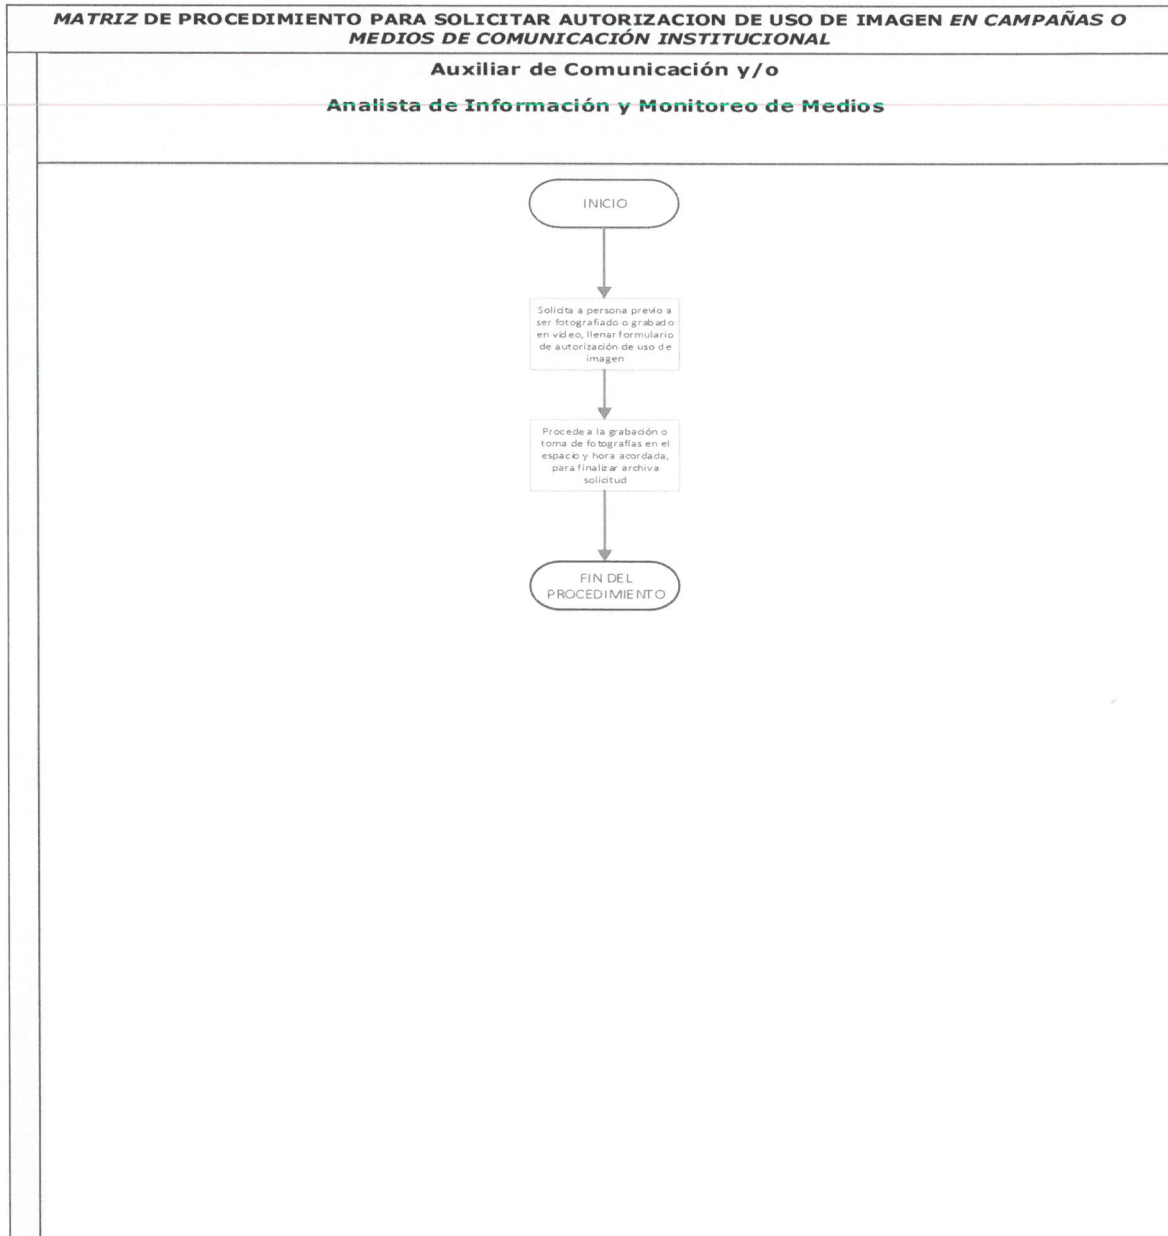 MATRIZ DE PROCEDIMIENTO PARA SOLICITAR AUTORIZACION DE USO DE IMAGEN EN CAMPAÑAS O
MEDIOS DE COMUNICACIÓN INSTITUCIONAL
Auxiliar de Comunicación y/o
Analista de Información y Monitoreo de Medios
INICIO
Solicita a persona previo a
ser fotografiado o grabado
en video, llenar formulario
de autorización de uso de
imagen
Procede a la grabación o
toma de fotografías en el
espacio y hora acordada,
para finalizar archiva
solicitud
FIN DEL
PROCEDIMIENTO